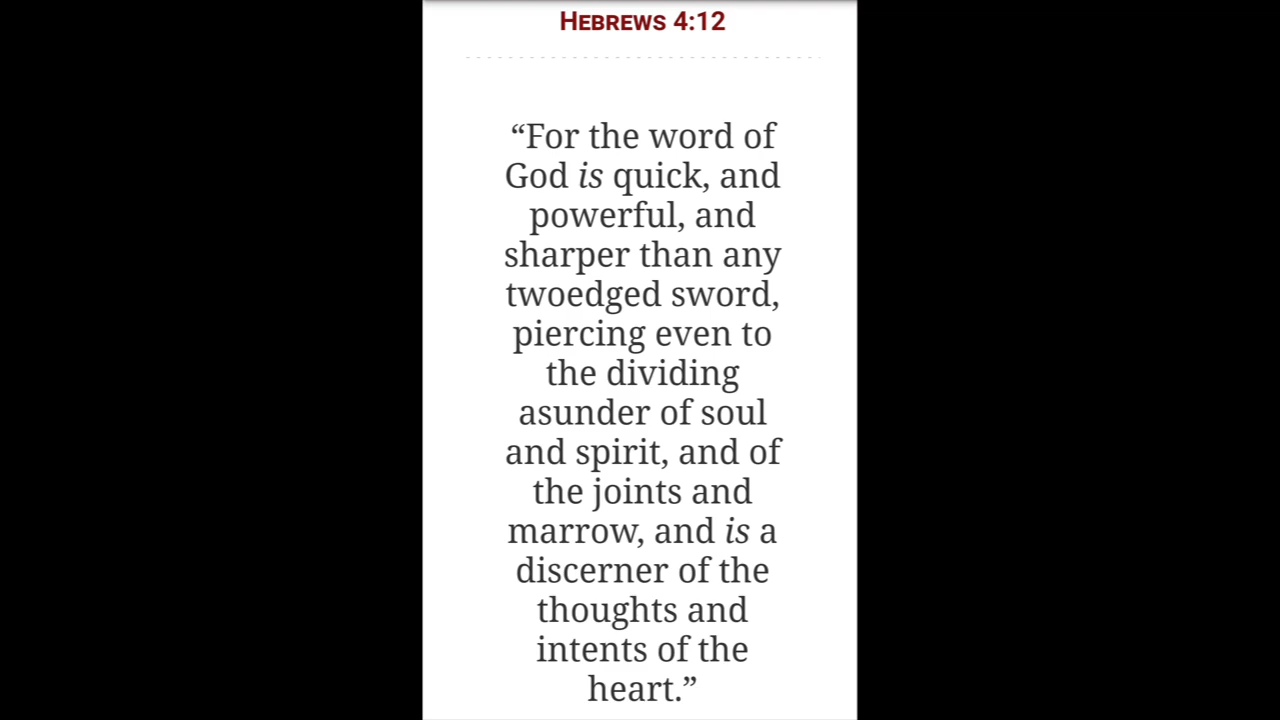 HEBREWS 4:12
“For the word of
God is quick, and
powerful, and
sharper than any
twoedged sword,
piercing even to
the dividing
asunder of soul
and spirit, and of
the joints and
marrow, and is a
discerner of the
thoughts and
intents of the
heart.”